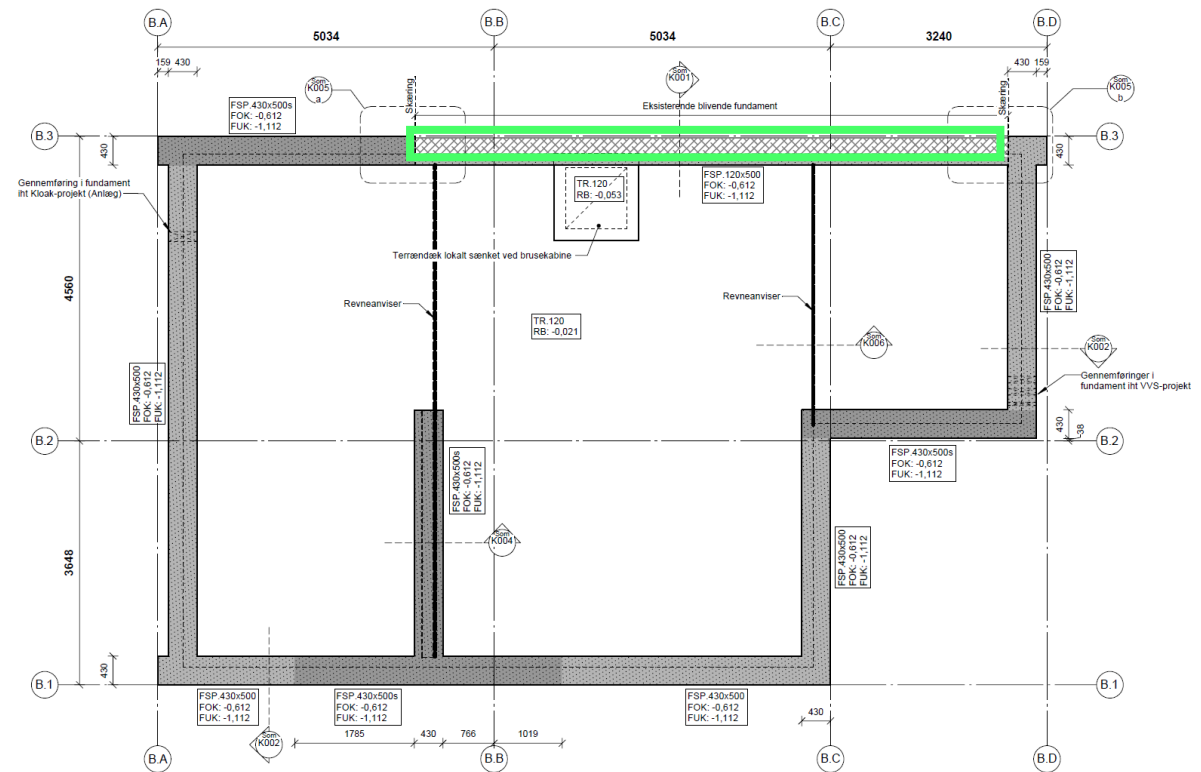 B.A
B.B
B.C
B.D
5034
5034
3240
159
430
430
159
Som
K005
a
Som
K001
Som
K005
b
Skæring
Eksisterende blivende fundament
Skæring
FSP.430x500s
FOK: -0,612
FUK: -1,112
B.3
B.3
430
430
Gennemføring i fundament
iht Kloak-projekt (Anlæg)
TR.120
RB: -0,053
FSP.120x500
FOK: -0,612
FUK: -1,112
Terrændæk lokalt sænket ved brusekabine
4560
Revneanviser
Revneanviser
FSP.430x500
FOK: -0,612
FUK: -1,112
TR.120
RB: -0,021
Som
K006
Som
K002
Gennemføringer i
fundament iht VVS-projekt
FSP.430x500
FOK: -0,612
FUK: -1,112
430
38
B.2
B.2
FSP.430x500s
FOK: -0,612
FUK: -1,112
FSP.430x500s
FOK: -0,612
FUK: -1,112
Som
K004
3648
FSP.430x500
FOK: -0,612
FUK: -1,112
430
B.1
B.1
FSP.430x500
FOK: -0,612
FUK: -1,112
FSP.430x500s
FOK: -0,612
FUK: -1,112
FSP.430x500
FOK: -0,612
FUK: -1,112
430
Som
K002
1785
430
766
1019
B.A
B.B
B.C
B.D